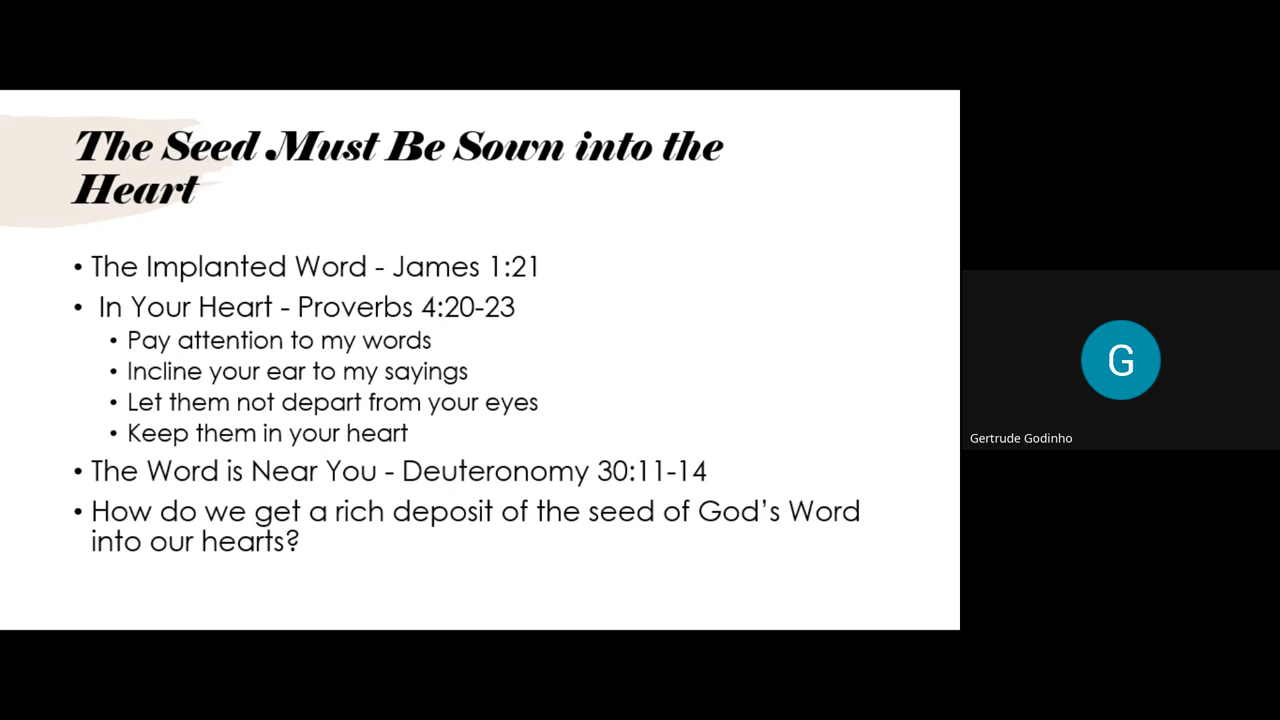 The Seed Must Be Sown into the
Heart
• The Implanted Word - James 1:21
• In Your Heart - Proverbs 4:20-23
• Pay attention to my words
• Incline your ear to my sayings
• Let them not depart from your eyes
• Keep them in your heart
• The Word is Near You - Deuteronomy 30:11-14
• How do we get a rich deposit of the seed of God’s Word
into our hearts?
G
Gertrude Godinho